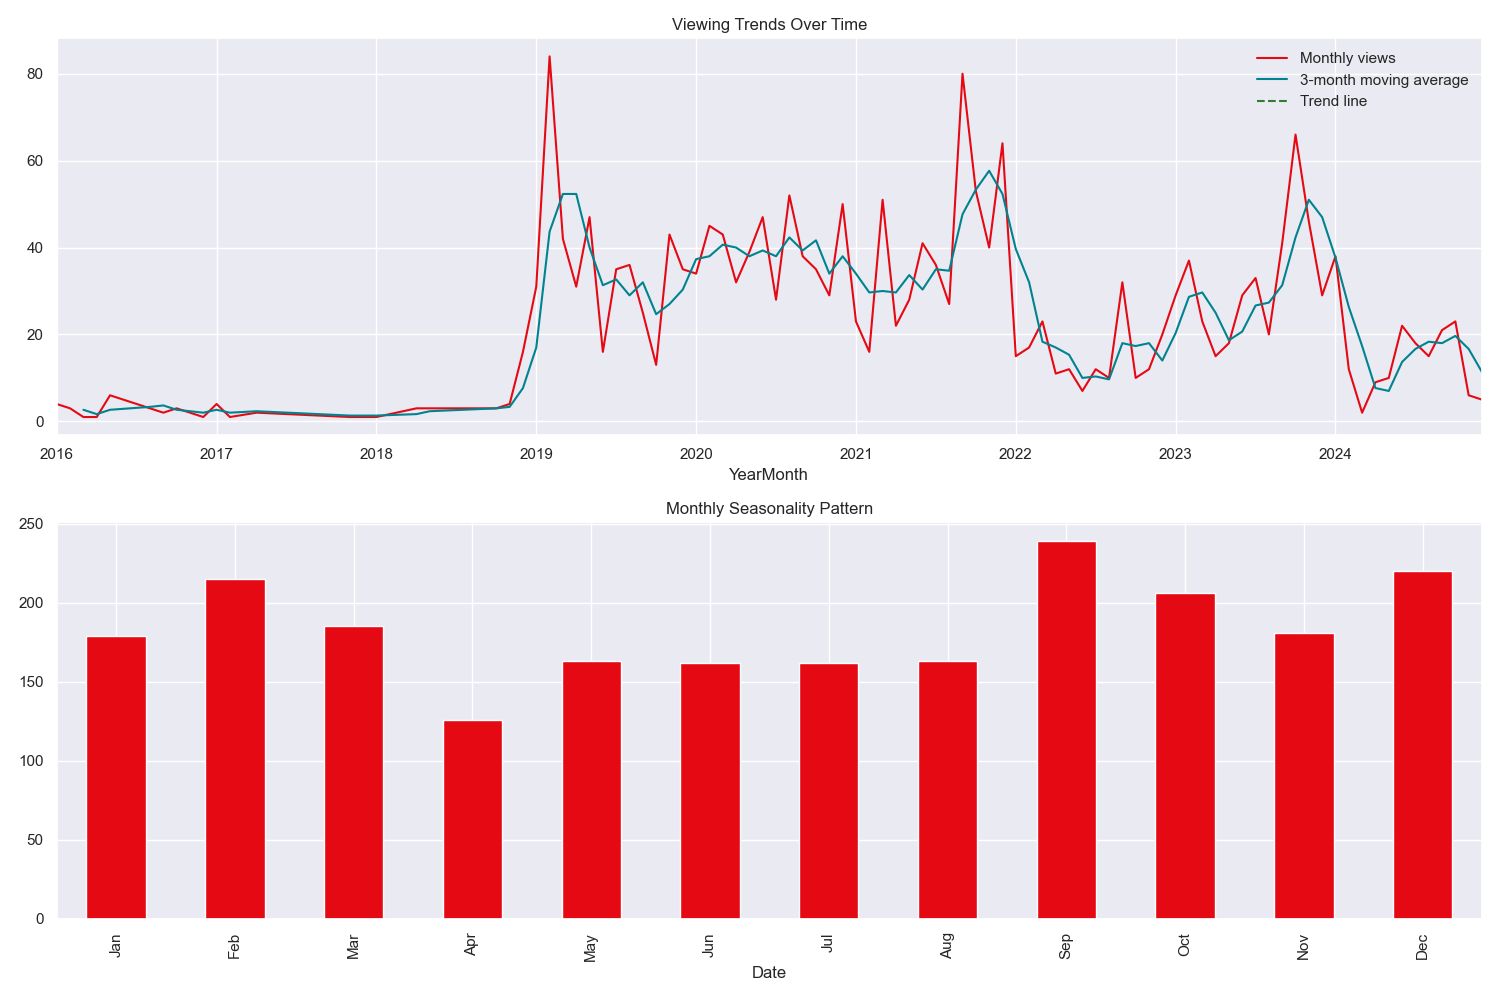 Viewing Trends Over Time
Monthly views
3-month moving average
Trend line
80
60
40
20
0
2016 2017 2018 2019 2020 2021 2022 2023 2024
YearMonth
Monthly Seasonality Pattern
250
200
150
100
50
0
Jan Feb Mar Apr May Jun Jul Aug Sep Oct Nov Dec
Date